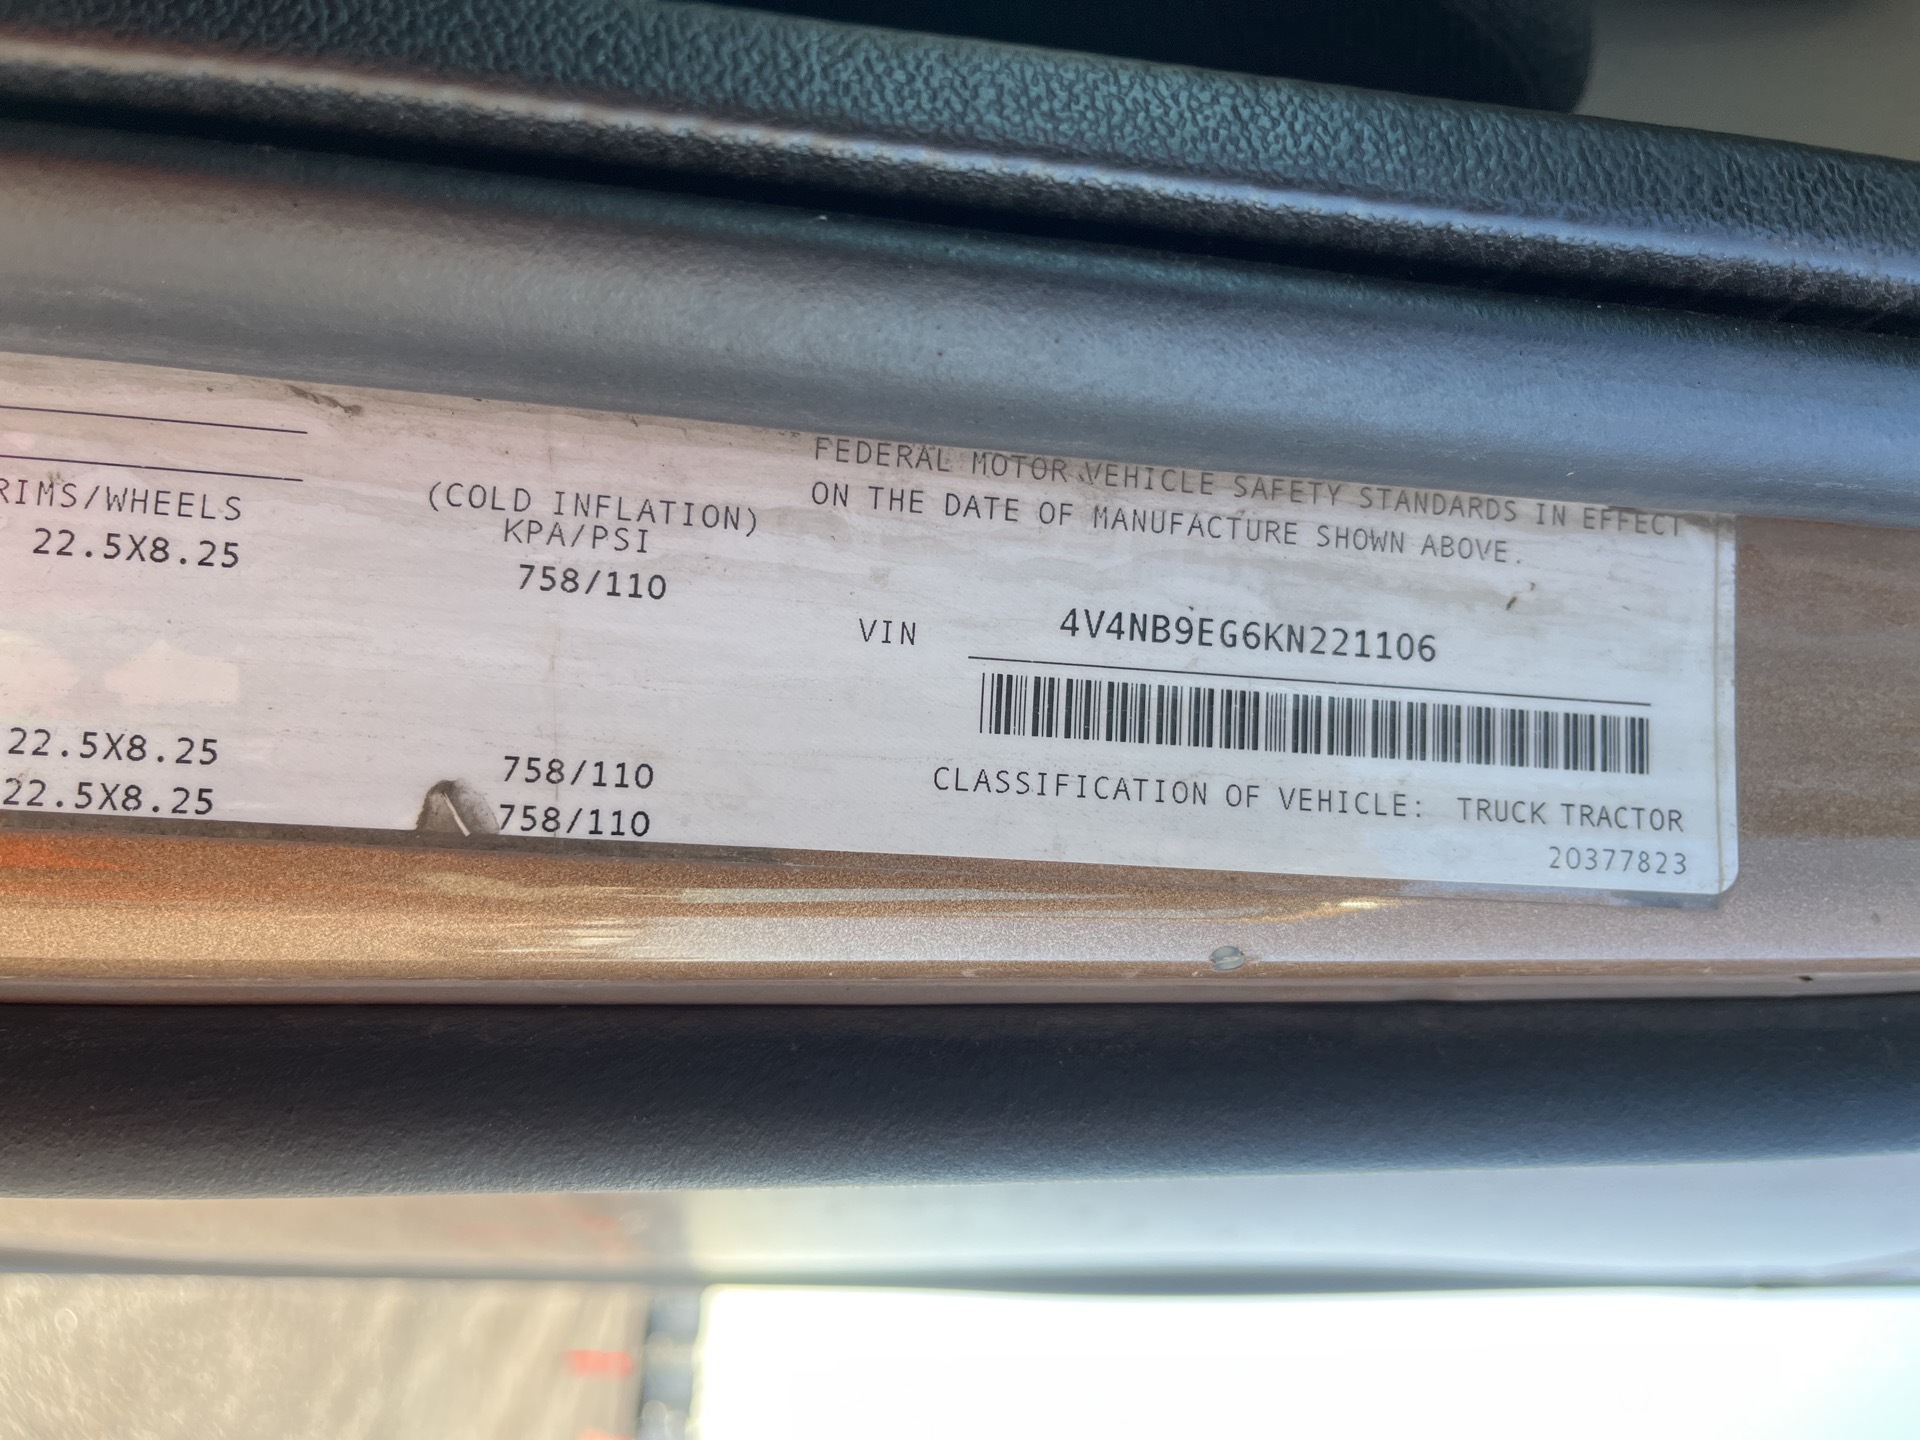 FEDERAL MOTOR VEHICLE SAFETY STANDARDS IN EFFECT
ON THE DATE OF MANUFACTURE SHOWN ABOVE.
RIMS/WHEELS (COLD INFLATION)
KPA/PSI
22.5X8.25 758/110
VIN 4V4NB9EG6KN221106
22.5X8.25 758/110
22.5X8.25 758/110
CLASSIFICATION OF VEHICLE: TRUCK TRACTOR
20377823